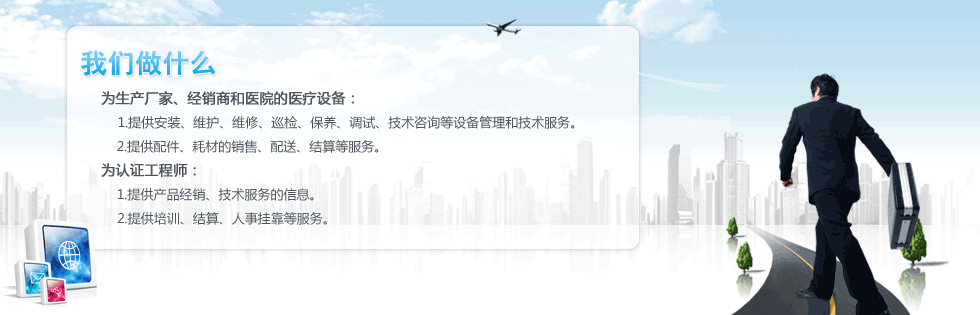 我们做什么
为生产厂家、经销商和医院的医疗设备：
1.提供安装、维护、维修、巡检、保养、调试、技术咨询等设备管理和技术服务。
2.提供配件、耗材的销售、配送、结算等服务。
为认证工程师：
1.提供产品经销、技术服务的信息。
2.提供培训、结算、人事挂靠等服务。